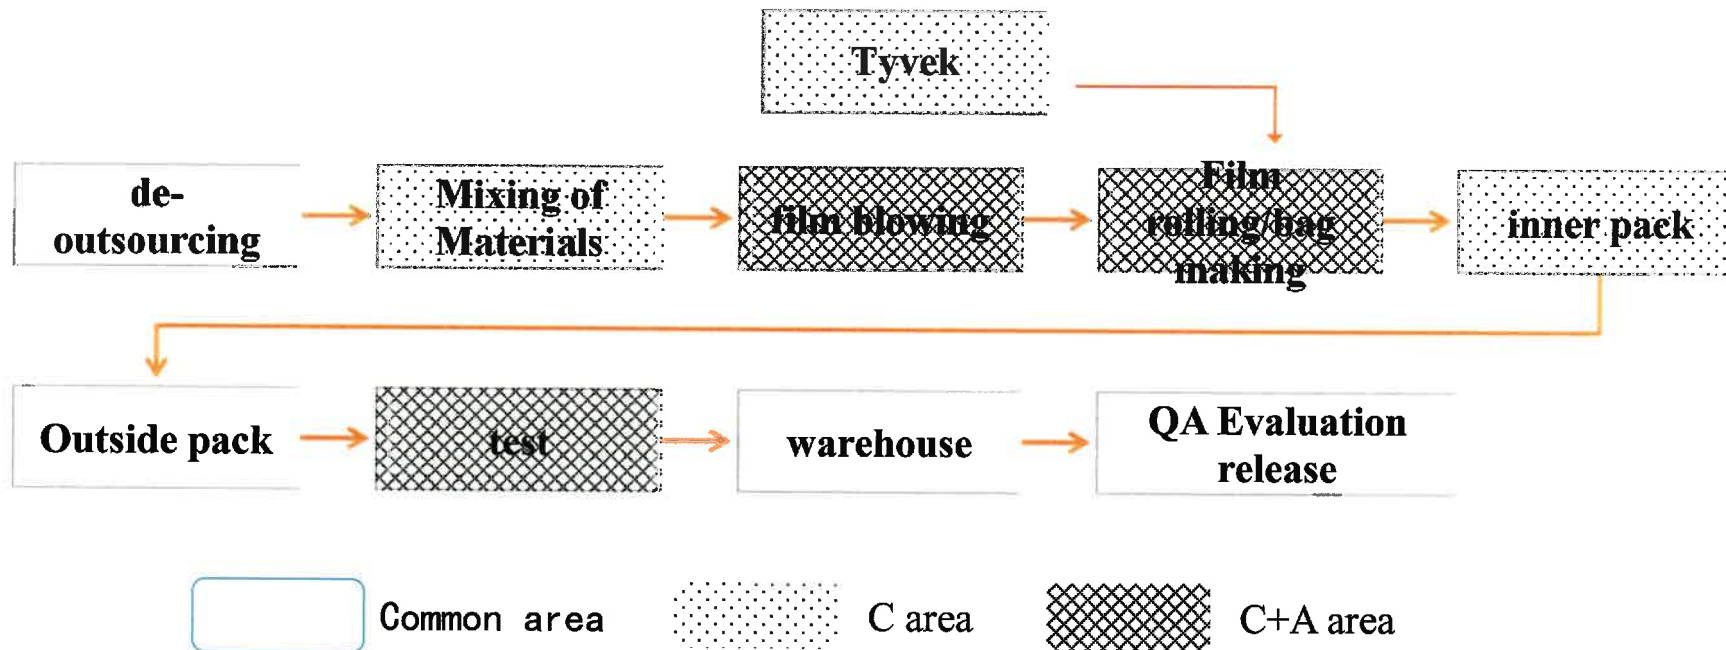 Tyvek
de-
outsourcing
Mixing of
Materials
film blowing
Film
rolling/bag
making
inner pack
Outside pack
test
warehouse
QA Evaluation
release
Common area
C area
C+A area